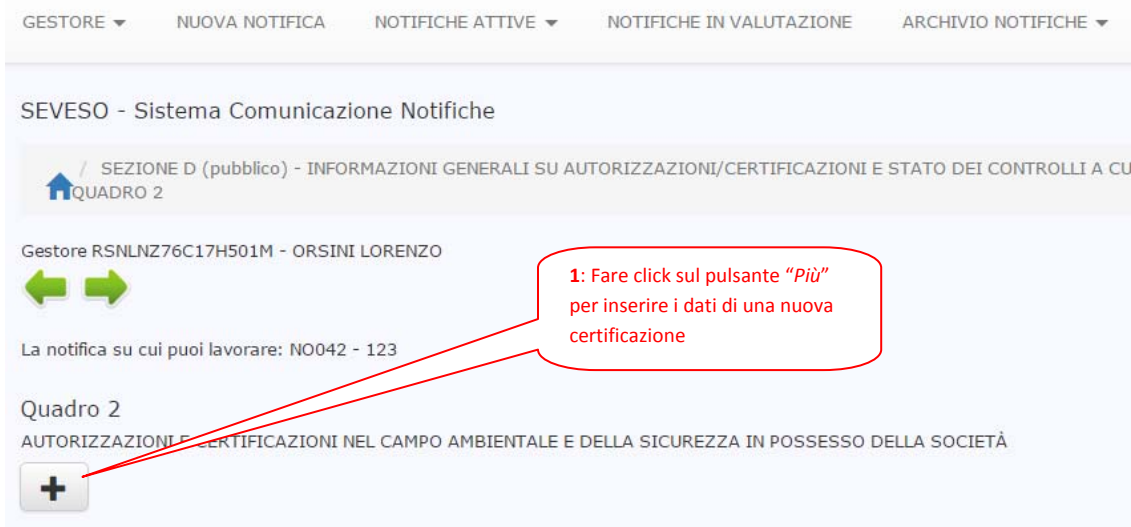 GESTORE NUOVA NOTIFICA NOTIFICHE ATTIVE NOTIFICHE IN VALUTAZIONE ARCHIVIO NOTIFICHE
SEVESO - Sistema Comunicazione Notifiche
/ SEZIONE D (pubblico) - INFORMAZIONI GENERALI SU AUTORIZZAZIONI/CERTIFICAZIONI E STATO DEI CONTROLLI A CU
QUADRO 2
Gestore RSNLNZ76C17H501M - ORSINI LORENZO
1: Fare click sul pulsante “Più”
per inserire i dati di una nuova
certificazione
La notifica su cui puoi lavorare: NO042 - 123
Quadro 2
AUTORIZZAZIONI E CERTIFICAZIONI NEL CAMPO AMBIENTALE E DELLA SICUREZZA IN POSSESSO DELLA SOCIETÀ